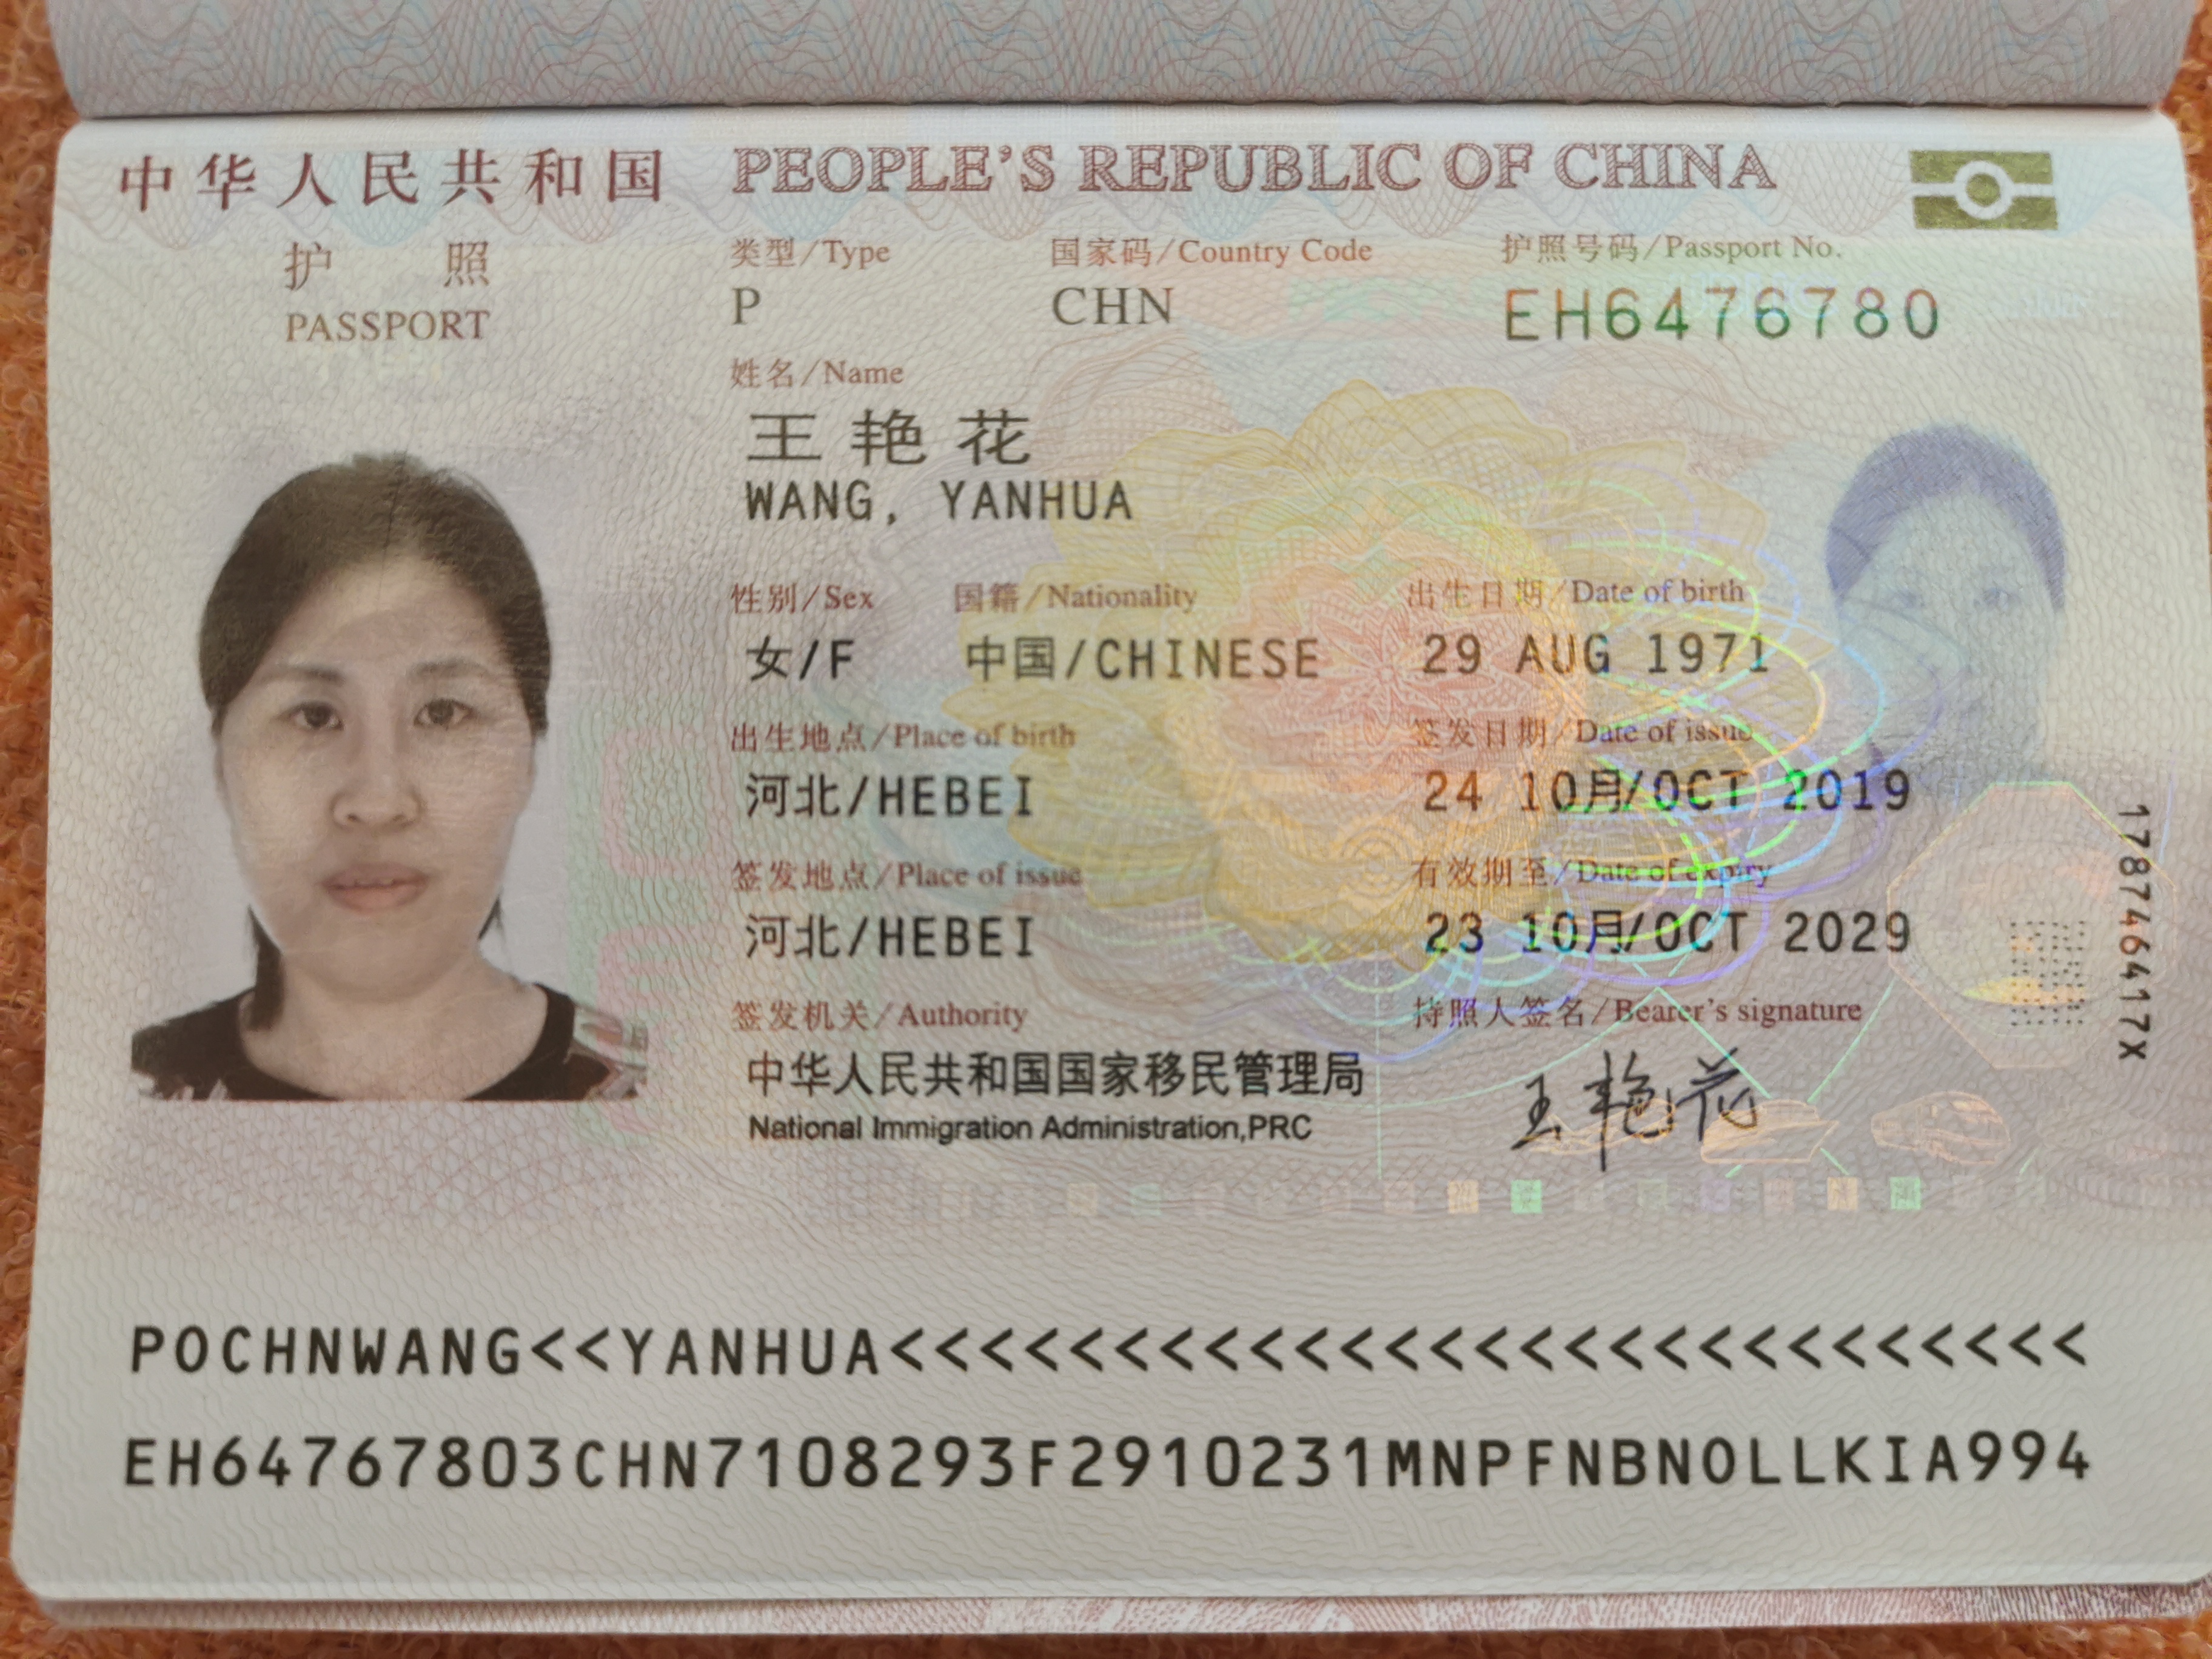 中华人民共和国 PEOPLE'S REPUBLIC OF CHINA
护 照
PASSPORT
类型/Type 国家码/Country Code 护照号码/Passport No.
P CHN EH6476780
姓名/Name
王艳花
WANG, YANHUA
性别/Sex 国籍/Nationality 出生日期/Date of birth
女/F 中国/CHINESE 29 AUG 1971
出生地点/Place of birth 签发日期/Date of issue
河北/HEBEI 24 10月/OCT 2019
签发地点/Place of issue 有效期至/Date of expiry
河北/HEBEI 23 10月/OCT 2029
签发机关/Authority 持照人签名/Bearer's signature
中华人民共和国国家移民管理局
National Immigration Administration,PRC
王艳花
178746417X
POCHNWANG<<YANHUA<<<<<<<<<<<<<<<<<<<<<<<<<<<
EH64767803CHN7108293F2910231MNPFNBNOLLKIA994